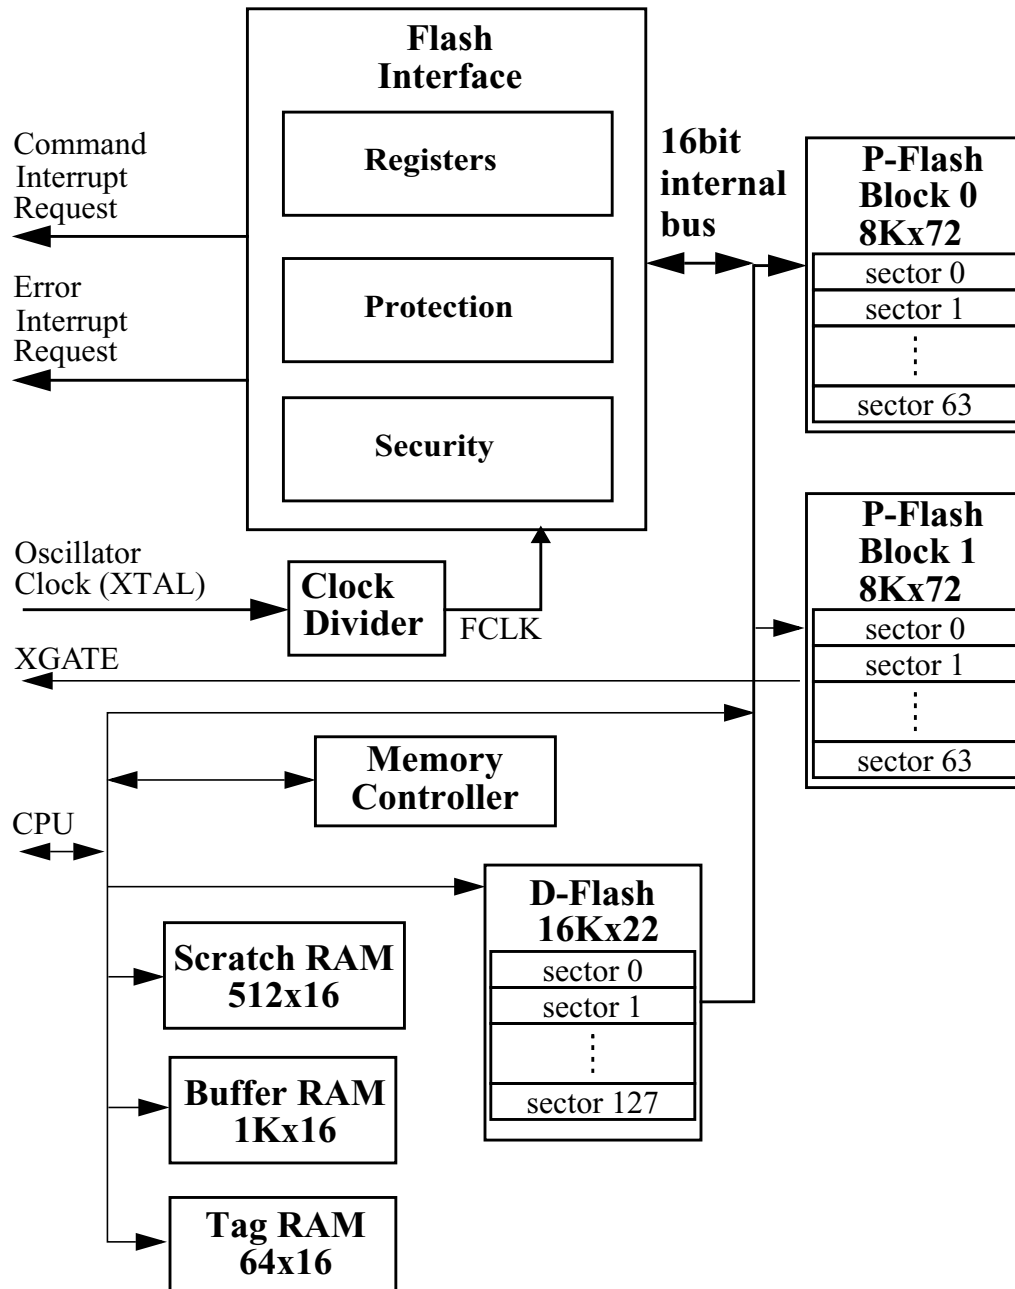 Flash
Interface
Registers
Protection
Security
Command
Interrupt
Request
Error
Interrupt
Request
16bit
internal
bus
P-Flash
Block 0
8Kx72
sector 0
sector 1
sector 63
P-Flash
Block 1
8Kx72
sector 0
sector 1
sector 63
Oscillator
Clock (XTAL)
Clock
Divider
FCLK
XGATE
Memory
Controller
CPU
D-Flash
16Kx22
sector 0
sector 1
sector 127
Scratch RAM
512x16
Buffer RAM
1Kx16
Tag RAM
64x16